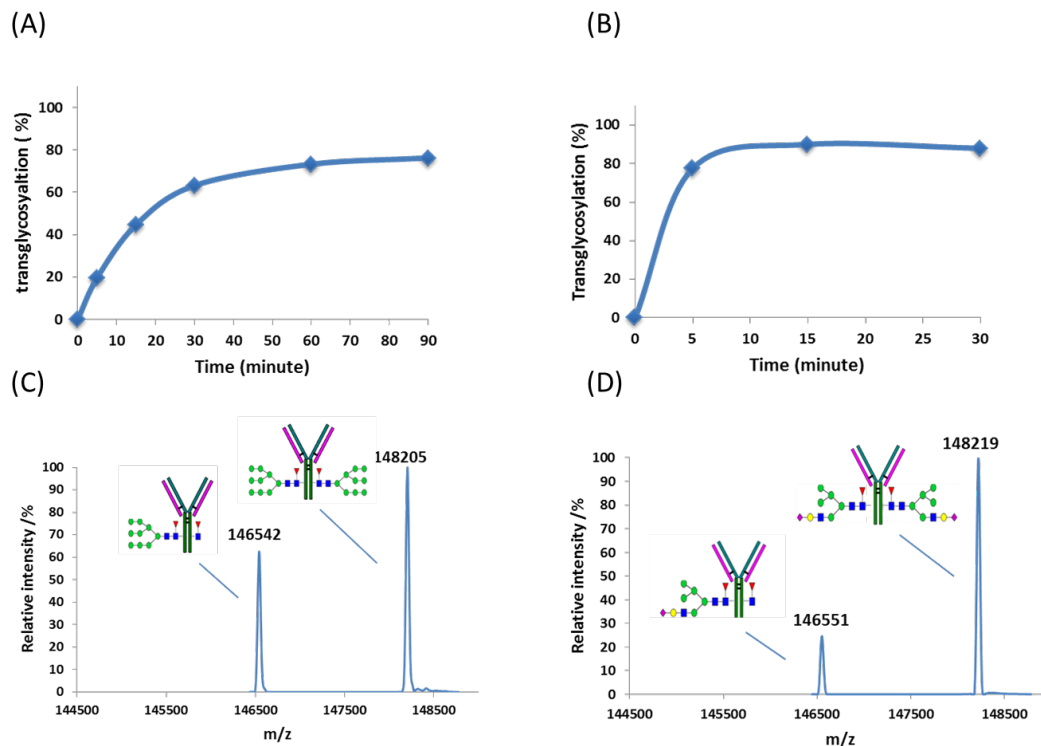 (A)
(B)
transglycosyaltion ( %)
100
80
60
40
20
0
0 10 20 30 40 50 60 70 80 90
Time (minute)
Transglycosylation (%)
100
80
60
40
20
0
0 5 10 15 20 25 30
Time (minute)
(C)
(D)
Relative intensity /%
100
90
80
70
60
50
40
30
20
10
0
146542
148205
144500 145500 146500 147500 148500
m/z
Relative intensity /%
100
90
80
70
60
50
40
30
20
10
0
146551
148219
144500 145500 146500 147500 148500
m/z